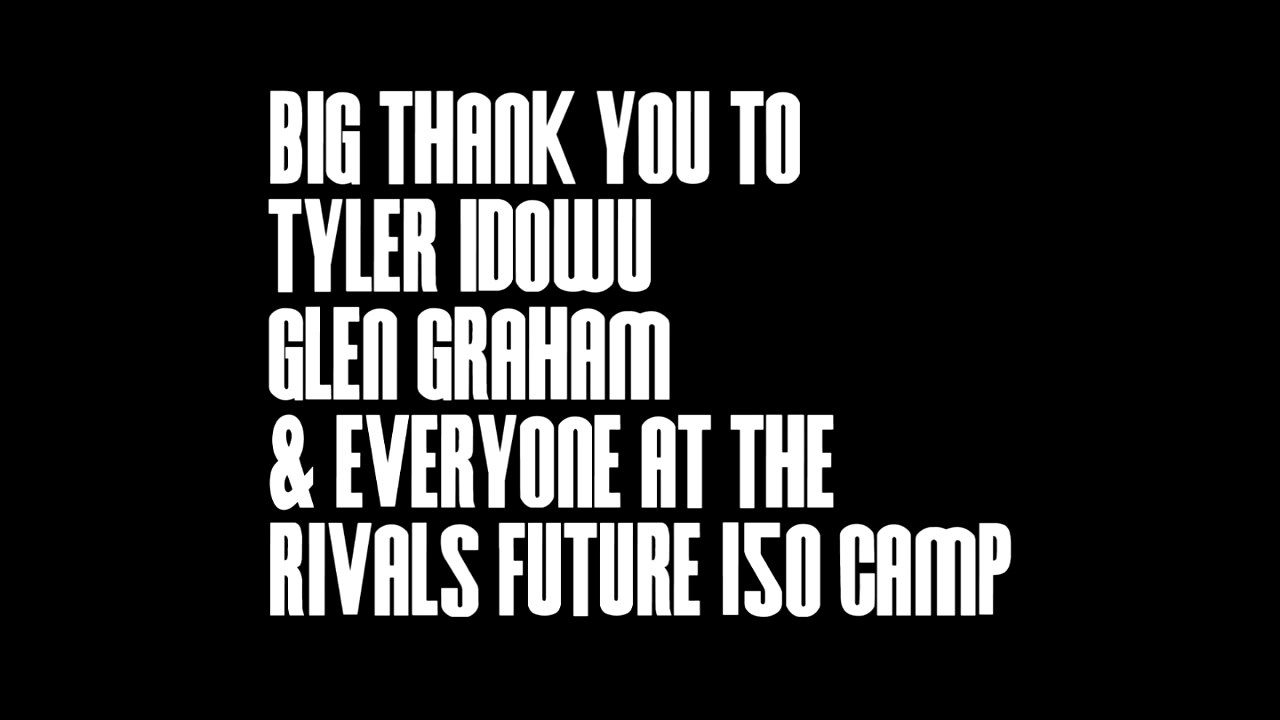 BIG THANK YOU TO
TYLER IDOWU
GLEN GRAHAM
& EVERYONE AT THE
RIVALS FUTURE 150 CAMP